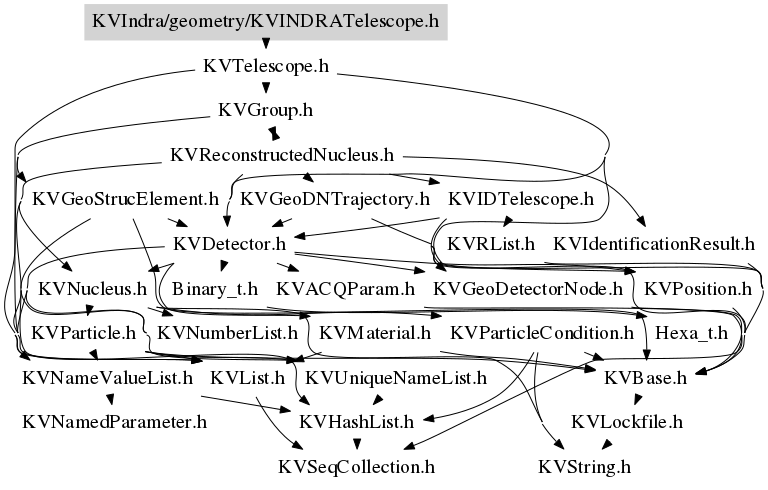 KVIndra/geometry/KVINDRATelescope.h
KVTelescope.h
KVGroup.h
KVReconstructedNucleus.h
KVGeoStrucElement.h
KVGeoDNTrajectory.h
KVIDTelescope.h
KVDetector.h
KVRList.h
KVIdentificationResult.h
KVNucleus.h
Binary_t.h
KVACQParam.h
KVGeoDetectorNode.h
KVPosition.h
KVParticle.h
KVNumberList.h
KVMaterial.h
KVParticleCondition.h
Hexa_t.h
KVNameValueList.h
KVList.h
KVUniqueNameList.h
KVBase.h
KVNamedParameter.h
KVHashList.h
KVLockfile.h
KVSeqCollection.h
KVString.h